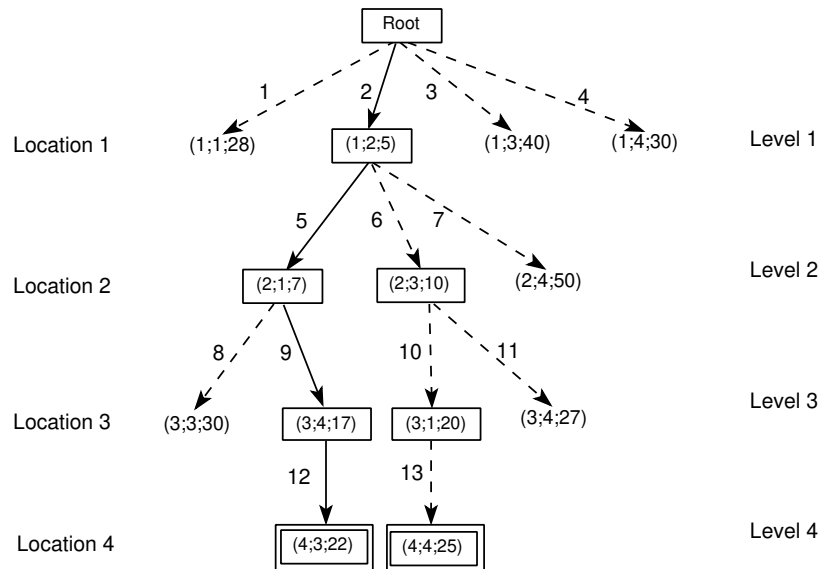 Root
1
2
3
4
Location 1
(1;1;28)
(1;2;5)
(1;3;40)
(1;4;30)
Level 1
5
6
7
Location 2
(2;1;7)
(2;3;10)
(2;4;50)
Level 2
8
9
10
11
Location 3
(3;3;30)
(3;4;17)
(3;1;20)
(3;4;27)
Level 3
12
13
Location 4
(4;3;22)
(4;4;25)
Level 4